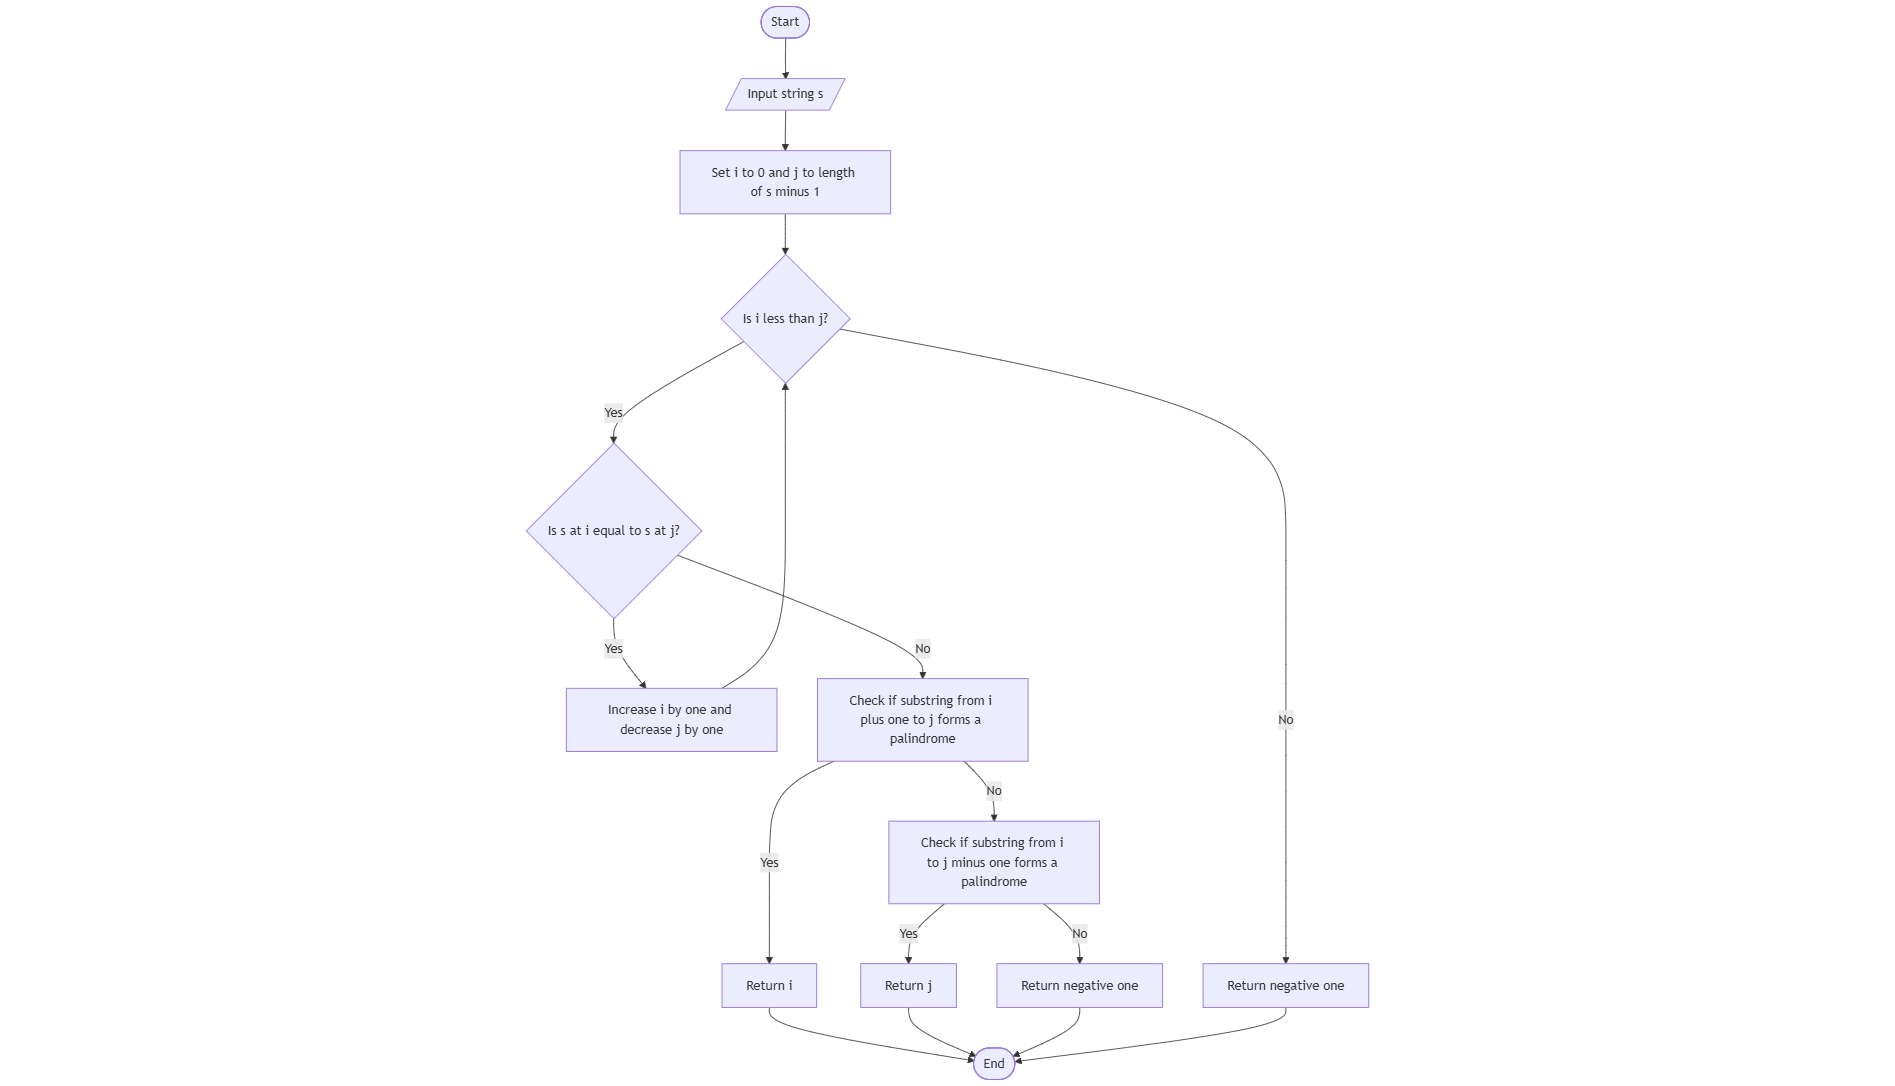 Start
Input string s
Set i to 0 and j to length
of s minus 1
Is i less than j?
Yes
Is s at i equal to s at j?
Yes
No
Increase i by one and
decrease j by one
Check if substring from i
plus one to j forms a
palindrome
No
No
Check if substring from i
to j minus one forms a
palindrome
Yes
Yes
No
Return i
Return j
Return negative one
Return negative one
End